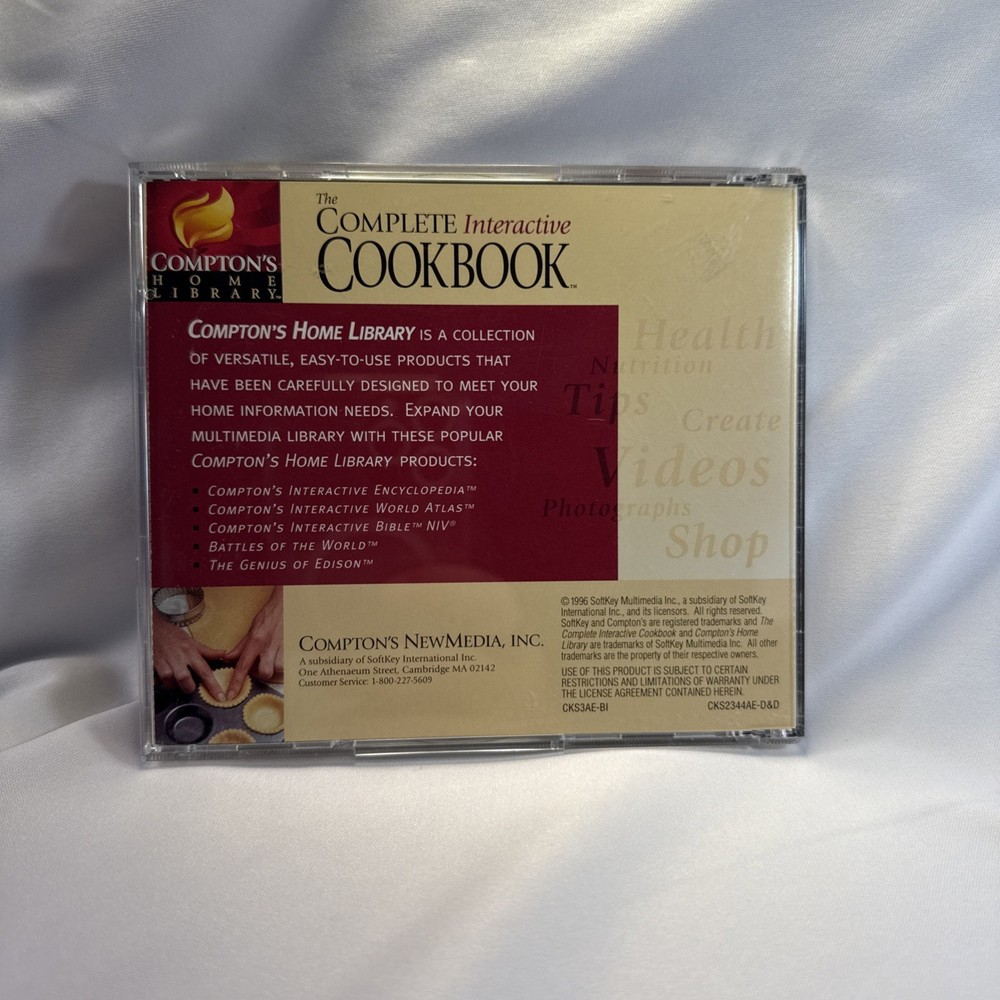 COMPTON'S
HOME
LIBRARY™
The
COMPLETE Interactive
COOKBOOK™
COMPTON'S HOME LIBRARY IS A COLLECTION
OF VERSATILE, EASY-TO-USE PRODUCTS THAT
HAVE BEEN CAREFULLY DESIGNED TO MEET YOUR
HOME INFORMATION NEEDS. EXPAND YOUR
MULTIMEDIA LIBRARY WITH THESE POPULAR
COMPTON'S HOME LIBRARY PRODUCTS:
▪ COMPTON'S INTERACTIVE ENCYCLOPEDIA™
▪ COMPTON'S INTERACTIVE WORLD ATLAS™
▪ COMPTON'S INTERACTIVE BIBLE™ NIV®
▪ BATTLES OF THE WORLD™
▪ THE GENIUS OF EDISON™
Health
Nutrition
Tips
Create
Videos
Photographs
Shop
COMPTON'S NEWMEDIA, INC.
A subsidiary of SoftKey International Inc.
One Athenaeum Street, Cambridge MA 02142
Customer Service: 1-800-227-5609
© 1996 SoftKey Multimedia Inc., a subsidiary of SoftKey
International Inc., and its licensors. All rights reserved.
SoftKey and Compton's are registered trademarks and The
Complete Interactive Cookbook and Compton's Home
Library are trademarks of SoftKey Multimedia Inc. All other
trademarks are the property of their respective owners.
USE OF THIS PRODUCT IS SUBJECT TO CERTAIN
RESTRICTIONS AND LIMITATIONS OF WARRANTY UNDER
THE LICENSE AGREEMENT CONTAINED HEREIN.
CKS3AE-BI CKS2344AE-D&D